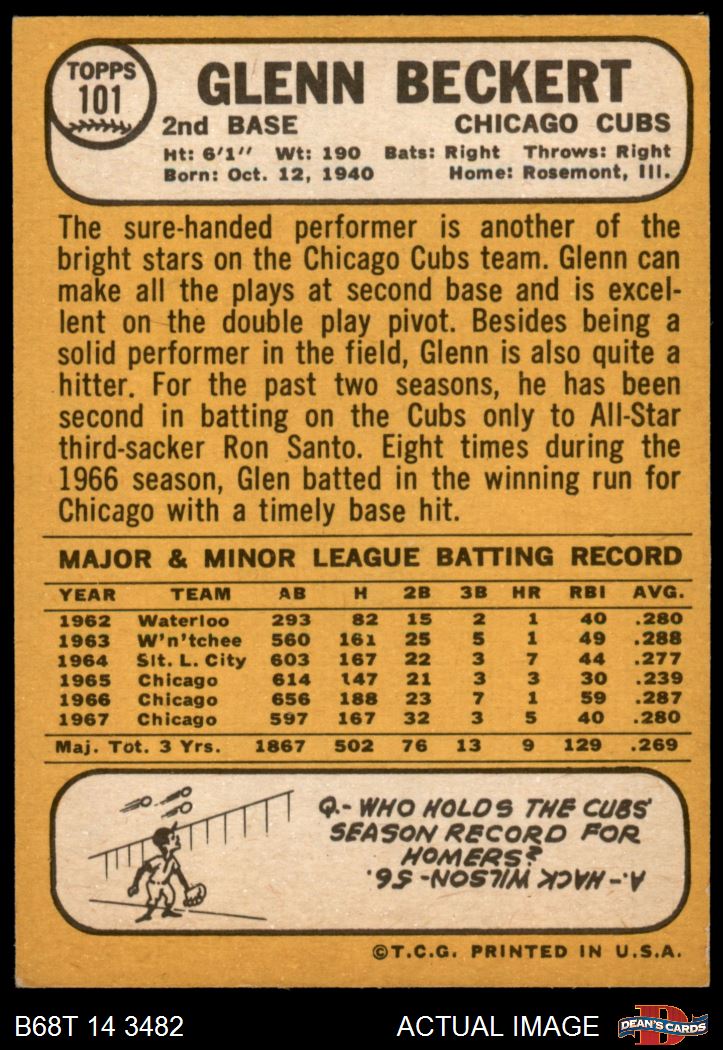 TOPPS
101
GLENN BECKERT
2nd BASE CHICAGO CUBS
Ht: 6'1" Wt: 190 Bats: Right Throws: Right
Born: Oct. 12, 1940 Home: Rosemont, Ill.
The sure-handed performer is another of the
bright stars on the Chicago Cubs team. Glenn can
make all the plays at second base and is excel-
lent on the double play pivot. Besides being a
solid performer in the field, Glenn is also quite a
hitter. For the past two seasons, he has been
second in batting on the Cubs only to All-Star
third-sacker Ron Santo. Eight times during the
1966 season, Glen batted in the winning run for
Chicago with a timely base hit.
MAJOR & MINOR LEAGUE BATTING RECORD
YEAR TEAM AB H 2B 3B HR RBI AVG.
1962 Waterloo 293 82 15 2 1 40 .280
1963 W'n'tchee 560 161 25 5 1 49 .288
1964 Slt. L. City 603 167 22 3 7 44 .277
1965 Chicago 614 147 21 3 3 30 .239
1966 Chicago 656 188 23 7 1 59 .287
1967 Chicago 597 167 32 3 5 40 .280
Maj. Tot. 3 Yrs. 1867 502 76 13 9 129 .269
Q.- WHO HOLDS THE CUBS'
SEASON RECORD FOR
HOMERS?
A.- HACK WILSON- 56.
©T.C.G. PRINTED IN U.S.A.
B68T 14 3482 ACTUAL IMAGE D DEAN'S CARDS